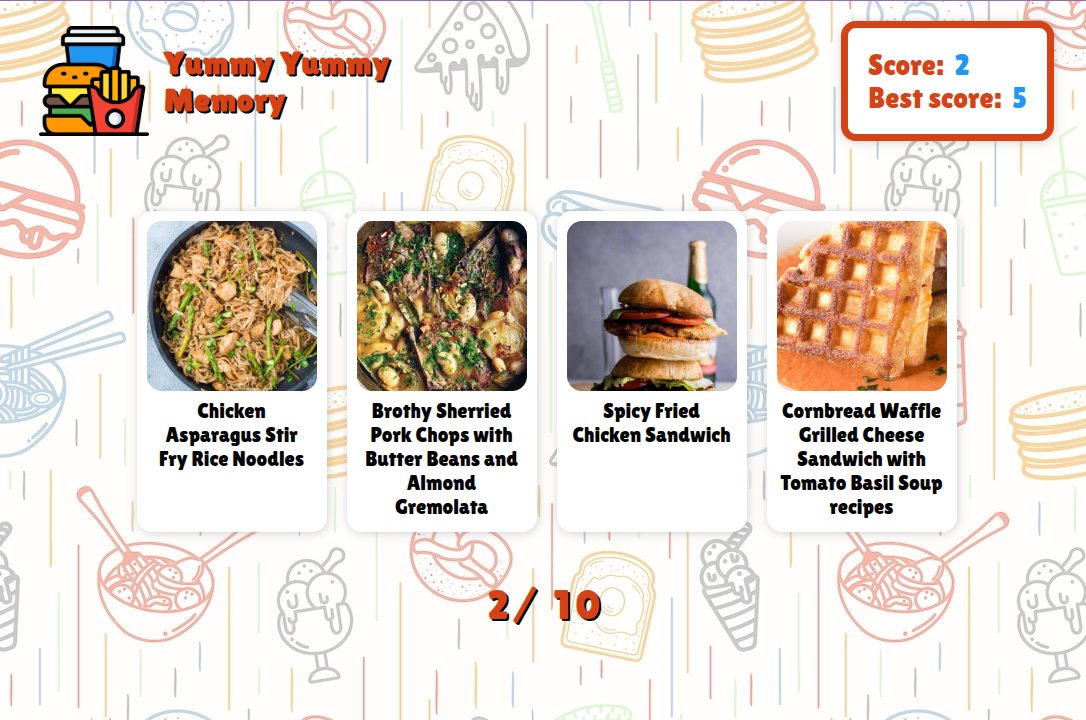 Yummy Yummy
Memory
Score: 2
Best score: 5
Chicken
Asparagus Stir
Fry Rice Noodles
Brothy Sherried
Pork Chops with
Butter Beans and
Almond
Gremolata
Spicy Fried
Chicken Sandwich
Cornbread Waffle
Grilled Cheese
Sandwich with
Tomato Basil Soup
recipes
2/ 10